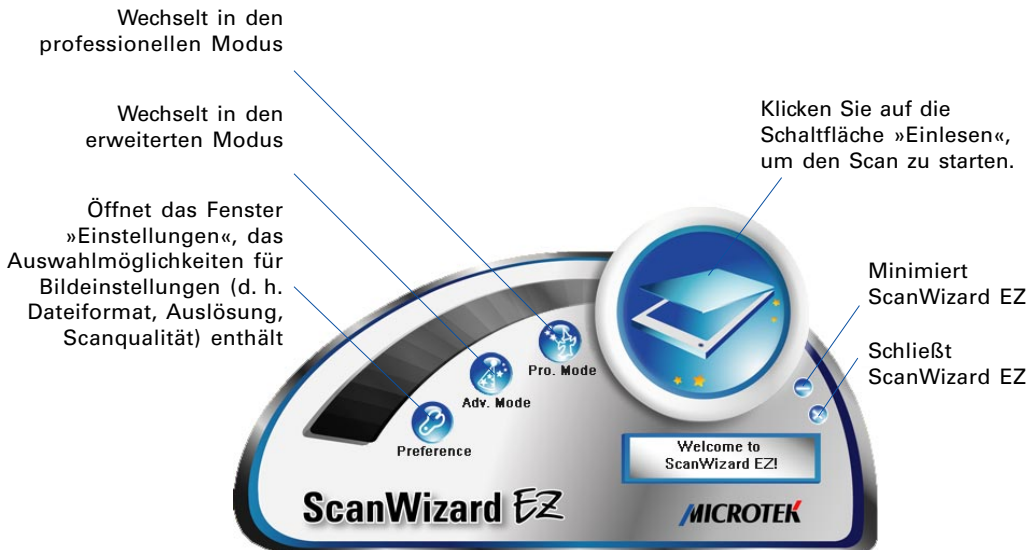 Wechselt in den
professionellen Modus
Wechselt in den
erweiterten Modus
Öffnet das Fenster
»Einstellungen«, das
Auswahlmöglichkeiten für
Bildeinstellungen (d. h.
Dateiformat, Auslösung,
Scanqualität) enthält
Klicken Sie auf die
Schaltfläche »Einlesen«,
um den Scan zu starten.
Minimiert
ScanWizard EZ
Schließt
ScanWizard EZ
Pro. Mode
Adv. Mode
Preference
Welcome to
ScanWizard EZ!
ScanWizard EZ
MICROTEK